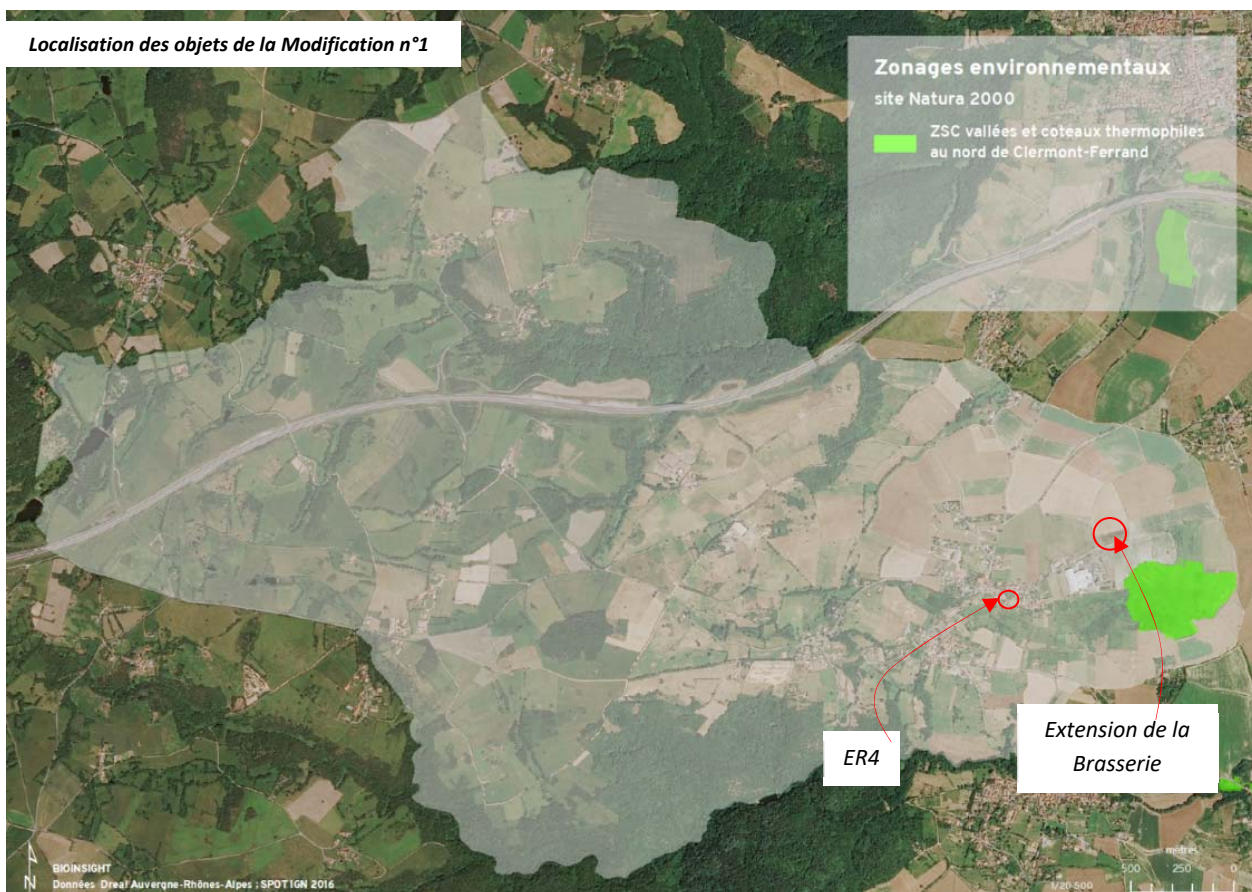 Localisation des objets de la Modification n°1
Zonages environnementaux
site Natura 2000
ZSC vallées et coteaux thermophiles
au nord de Clermont-Ferrand
ER4
Extension de la
Brasserie
N
BIOINSIGHT
Données Dreal Auvergne-Rhônes-Alpes ; SPOT IGN 2016
mètres
500 250 0
1/20 500